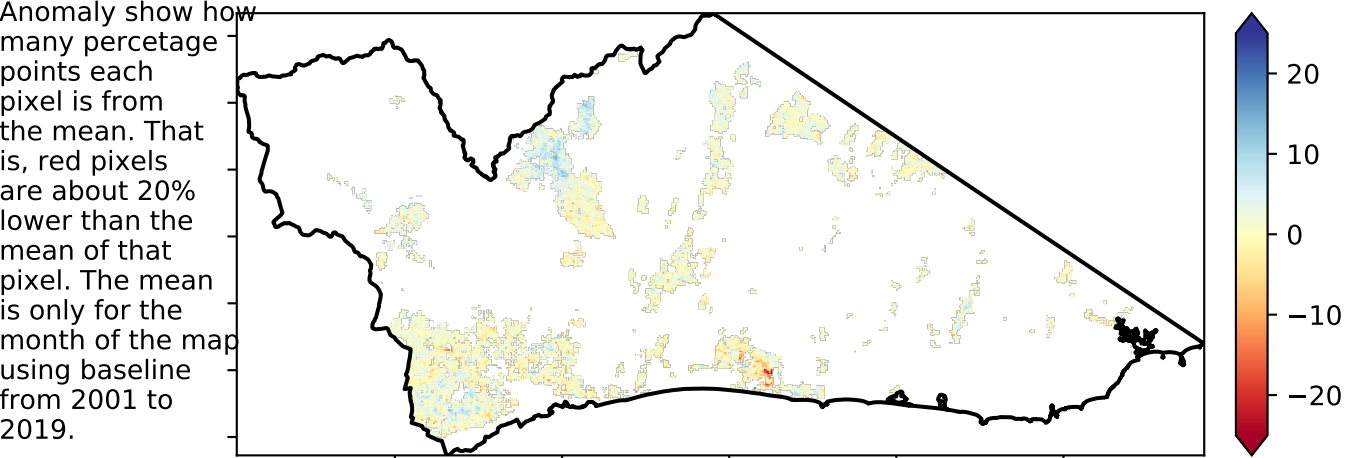 Anomaly show how
many percetage
points each
pixel is from
the mean. That
is, red pixels
are about 20%
lower than the
mean of that
pixel. The mean
is only for the
month of the map
using baseline
from 2001 to
2019.
20
10
0
−10
−20